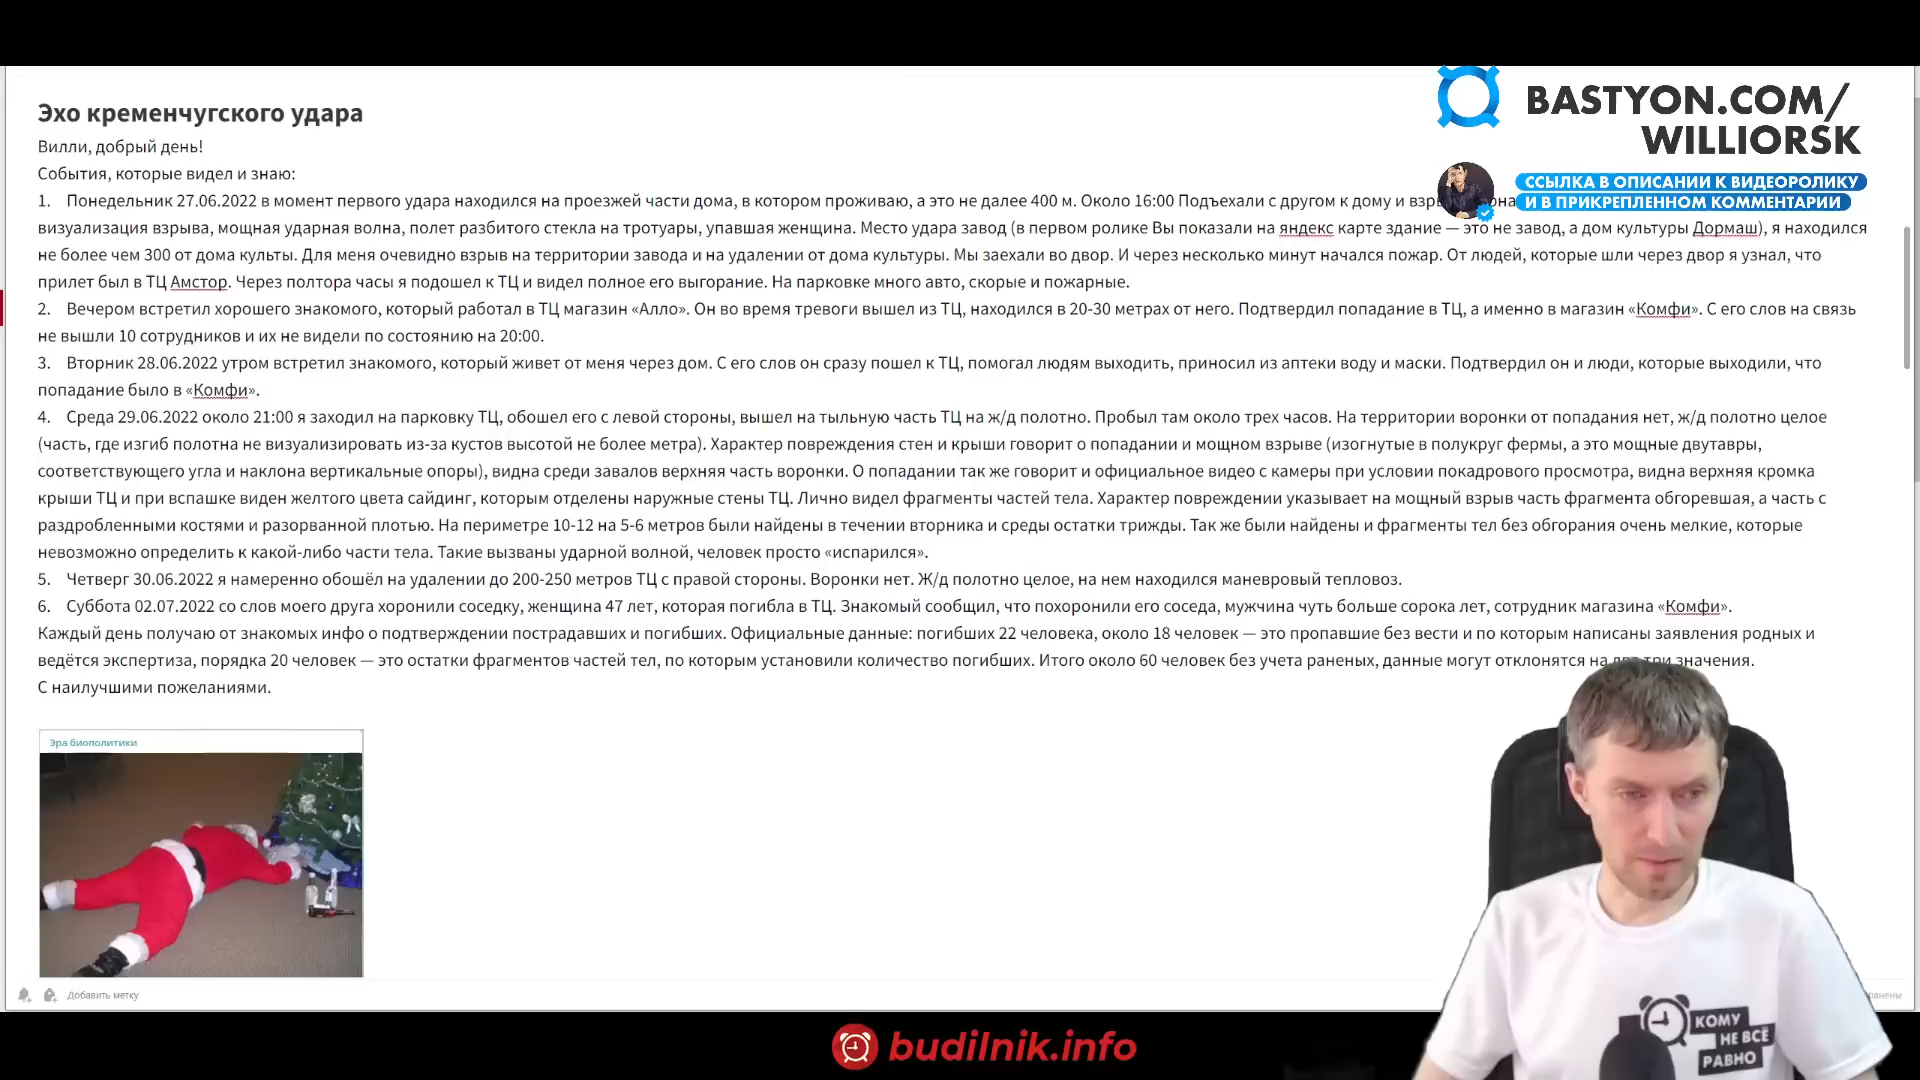 BASTYON.COM/
WILLIORSK
ССЫЛКА В ОПИСАНИИ К ВИДЕОРОЛИКУ
И В ПРИКРЕПЛЕННОМ КОММЕНТАРИИ
Эхо кременчугского удара
Вилли, добрый день!
События, которые видел и знаю:
1. Понедельник 27.06.2022 в момент первого удара находился на проезжей части дома, в котором проживаю, а это не далее 400 м. Около 16:00 Подъехали с другом к дому и
визуализация взрыва, мощная ударная волна, полет разбитого стекла на тротуары, упавшая женщина. Место удара завод (в первом ролике Вы показали на яндекс карте здание — это не завод, а дом культуры Дормаш), я находился
не более чем 300 от дома культы. Для меня очевидно взрыв на территории завода и на удалении от дома культуры. Мы заехали во двор. И через несколько минут начался пожар. От людей, которые шли через двор я узнал, что
прилет был в ТЦ Амстор. Через полтора часы я подошел к ТЦ и видел полное его выгорание. На парковке много авто, скорые и пожарные.
2. Вечером встретил хорошего знакомого, который работал в ТЦ магазин «Алло». Он во время тревоги вышел из ТЦ, находился в 20-30 метрах от него. Подтвердил попадание в ТЦ, а именно в магазин «Комфи». С его слов на связь
не вышли 10 сотрудников и их не видели по состоянию на 20:00.
3. Вторник 28.06.2022 утром встретил знакомого, который живет от меня через дом. С его слов он сразу пошел к ТЦ, помогал людям выходить, приносил из аптеки воду и маски. Подтвердил он и люди, которые выходили, что
попадание было в «Комфи».
4. Среда 29.06.2022 около 21:00 я заходил на парковку ТЦ, обошел его с левой стороны, вышел на тыльную часть ТЦ на ж/д полотно. Пробыл там около трех часов. На территории воронки от попадания нет, ж/д полотно целое
(часть, где изгиб полотна не визуализировать из-за кустов высотой не более метра). Характер повреждения стен и крыши говорит о попадании и мощном взрыве (изогнутые в полукруг фермы, а это мощные двутавры,
соответствующего угла и наклона вертикальные опоры), видна среди завалов верхняя часть воронки. О попадании так же говорит и официальное видео с камеры при условии покадрового просмотра, видна верхняя кромка
крыши ТЦ и при вспашке виден желтого цвета сайдинг, которым отделены наружные стены ТЦ. Лично видел фрагменты частей тела. Характер повреждении указывает на мощный взрыв часть фрагмента обгоревшая, а часть с
раздробленными костями и разорванной плотью. На периметре 10-12 на 5-6 метров были найдены в течении вторника и среды остатки трижды. Так же были найдены и фрагменты тел без обгорания очень мелкие, которые
невозможно определить к какой-либо части тела. Такие вызваны ударной волной, человек просто «испарился».
5. Четверг 30.06.2022 я намеренно обошёл на удалении до 200-250 метров ТЦ с правой стороны. Воронки нет. Ж/д полотно целое, на нем находился маневровый тепловоз.
6. Суббота 02.07.2022 со слов моего друга хоронили соседку, женщина 47 лет, которая погибла в ТЦ. Знакомый сообщил, что похоронили его соседа, мужчина чуть больше сорока лет, сотрудник магазина «Комфи».
Каждый день получаю от знакомых инфо о подтверждении пострадавших и погибших. Официальные данные: погибших 22 человека, около 18 человек — это пропавшие без вести и по которым написаны заявления родных и
ведётся экспертиза, порядка 20 человек — это остатки фрагментов частей тел, по которым установили количество погибших. Итого около 60 человек без учета раненых, данные могут отклонятся на два три значения.
С наилучшими пожеланиями.
Эра биополитики
Добавить метку
КОМУ
НЕ ВСЁ
РАВНО
budilnik.info